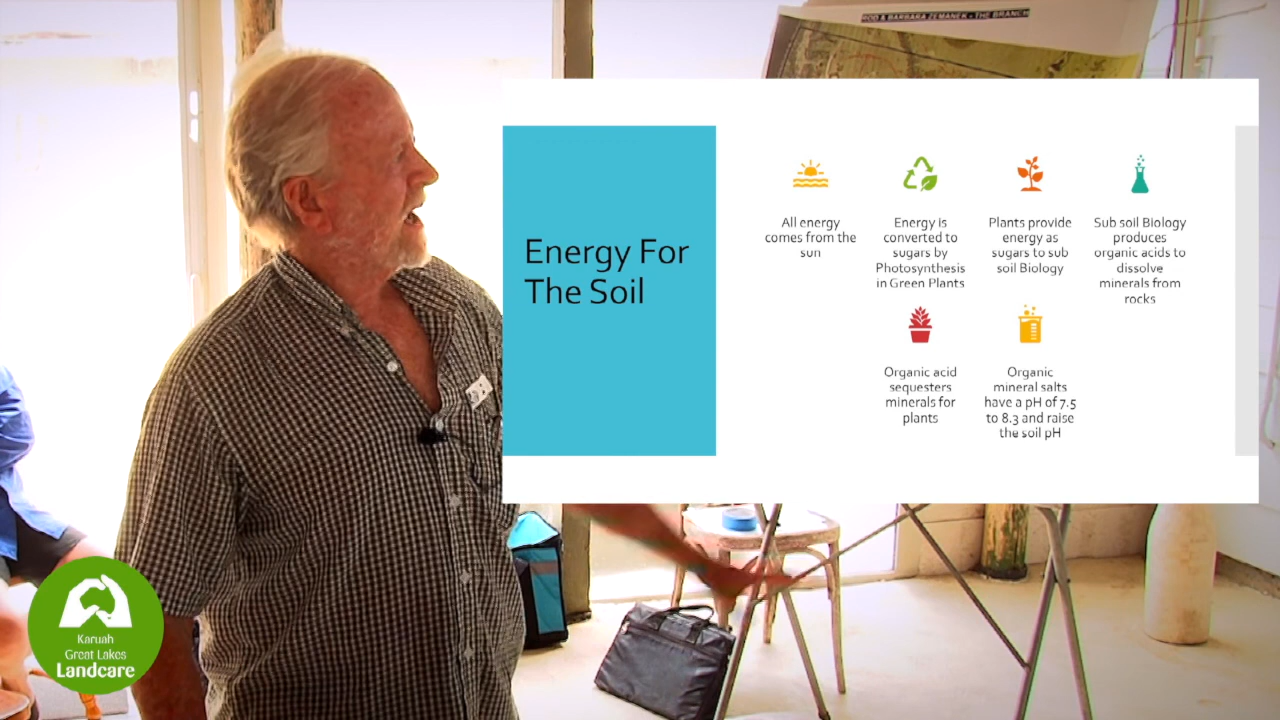 ROD & BARBARA ZEMANEK - THE BRANCH
Energy For
The Soil
All energy
comes from the
sun
Energy is
converted to
sugars by
Photosynthesis
in Green Plants
Plants provide
energy as
sugars to sub
soil Biology
Sub soil Biology
produces
organic acids to
dissolve
minerals from
rocks
Organic acid
sequesters
minerals for
plants
Organic
mineral salts
have a pH of 7.5
to 8.3 and raise
the soil pH
Karuah
Great Lakes
Landcare